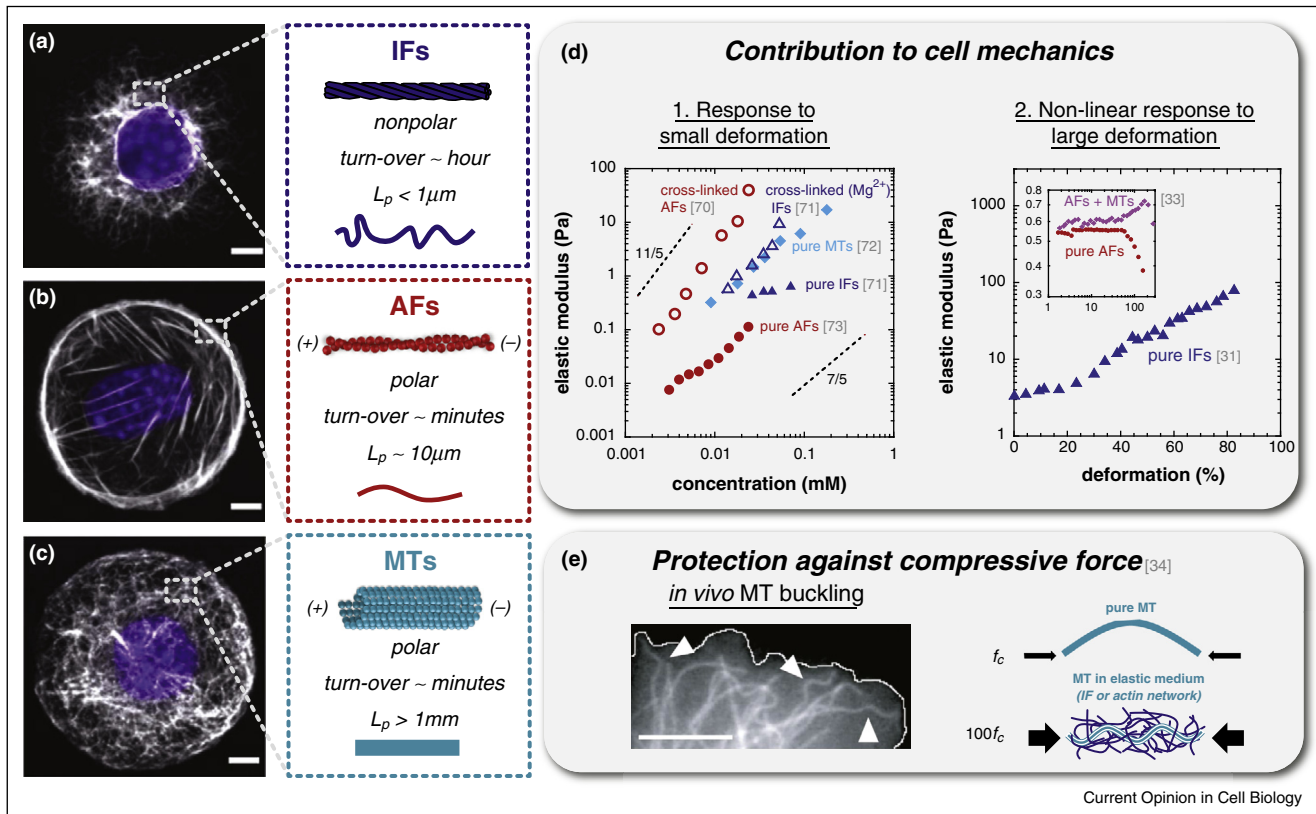 (a)
IFs
nonpolar
turn-over ~ hour
Lp < 1μm
(b)
AFs
(+)
(–)
polar
turn-over ~ minutes
Lp ~ 10μm
(c)
MTs
(+)
(–)
polar
turn-over ~ minutes
Lp > 1mm
(d)
Contribution to cell mechanics
1. Response to
small deformation
elastic modulus (Pa)
100
10
1
0.1
0.01
0.001
cross-linked
AFs [70]
cross-linked (Mg2+)
IFs [71]
11/5
pure MTs [72]
pure IFs [71]
pure AFs [73]
7/5
0.001
0.01
0.1
1
concentration (mM)
2. Non-linear response to
large deformation
elastic modulus (Pa)
1000
100
10
1
0.8
0.7
0.6
0.5
0.4
0.3
AFs + MTs [33]
pure AFs
1
10
100
pure IFs [31]
0
20
40
60
80
100
deformation (%)
(e)
Protection against compressive force [34]
in vivo MT buckling
pure MT
fc
MT in elastic medium
(IF or actin network)
100fc
Current Opinion in Cell Biology